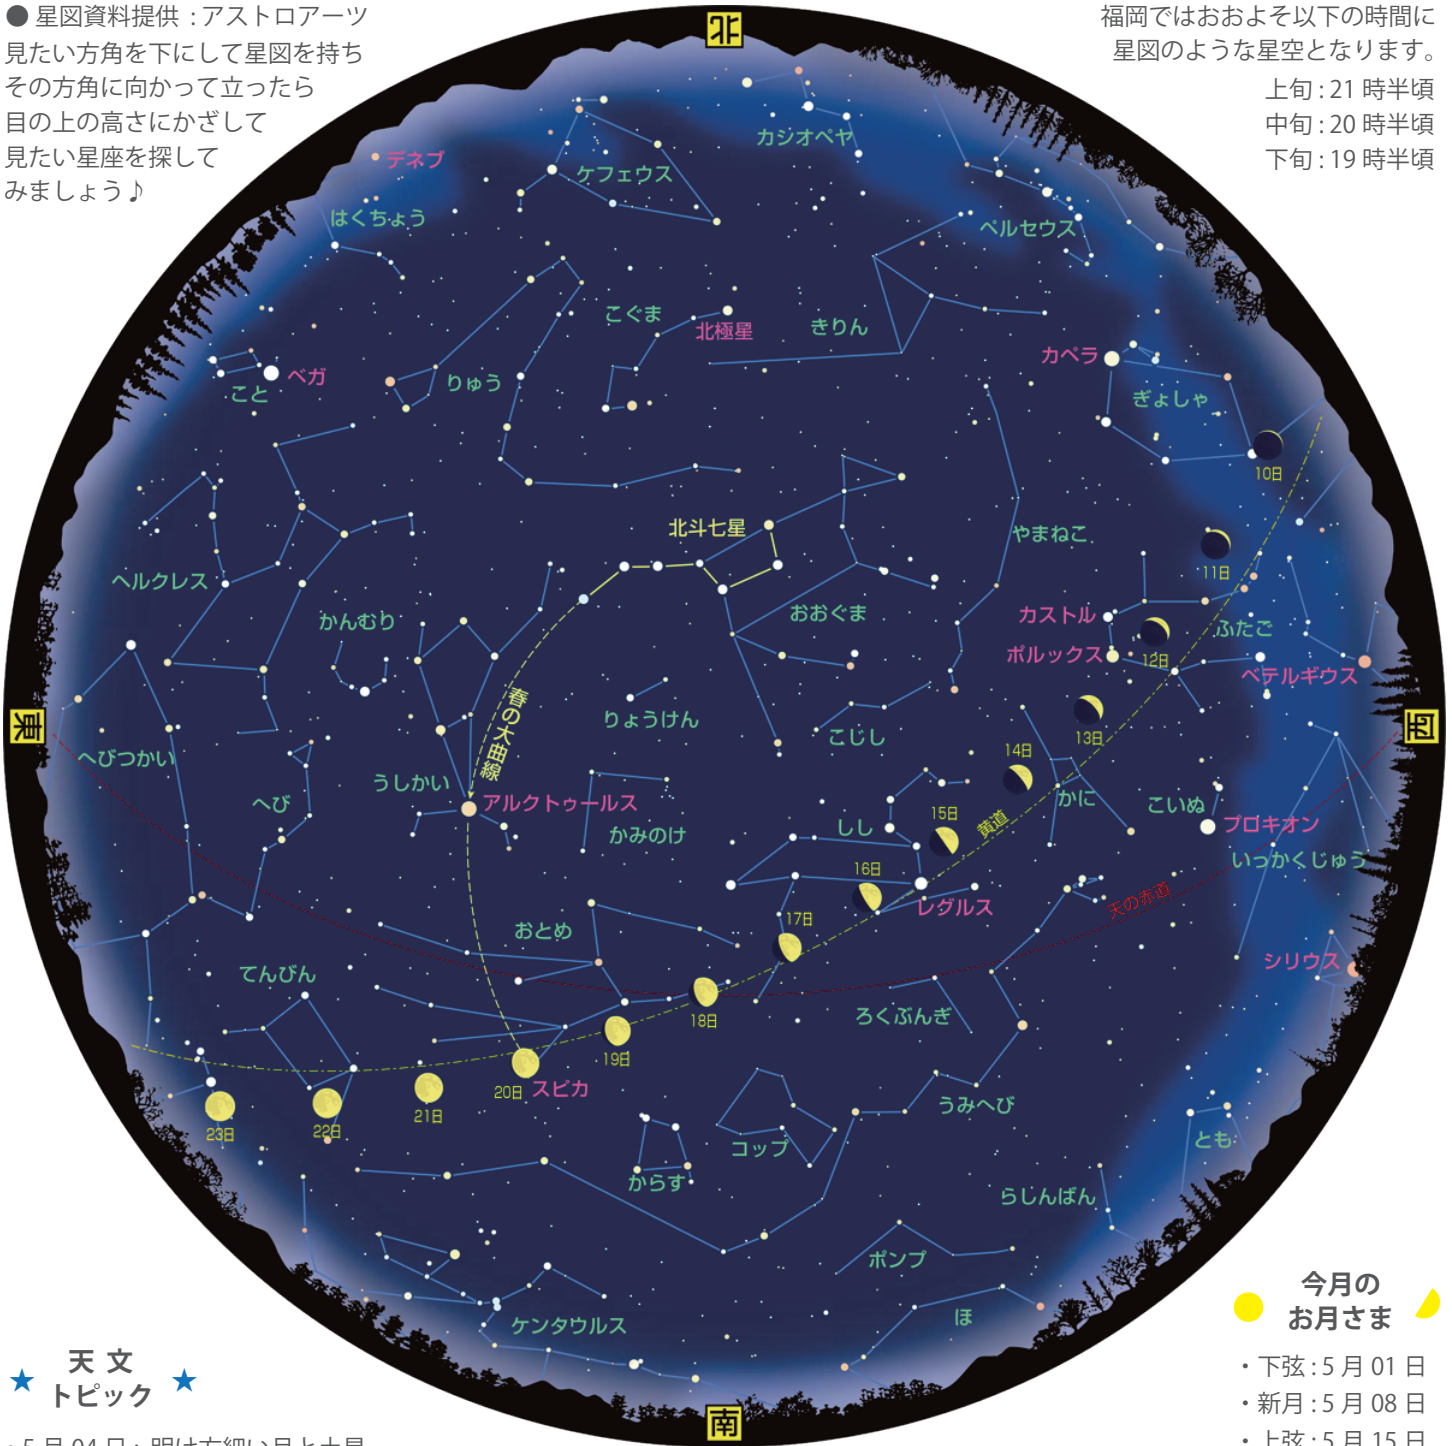 ● 星図資料提供 : アストロアーツ
見たい方角を下にして星図を持ち
その方角に向かって立ったら
目の上の高さにかざして
見たい星座を探して
みましょう♪
福岡ではおおよそ以下の時間に
星図のような星空となります。
上旬 : 21 時半頃
中旬 : 20 時半頃
下旬 : 19 時半頃
北
カシオペヤ
デネブ
ケフェウス
はくちょう
ペルセウス
こぐま
北極星
きりん
カペラ
ベガ
こと
りゅう
ぎょしゃ
10日
北斗七星
やまねこ
11日
ヘルクレス
かんむり
おおぐま
カストル
ふたご
ポルックス
12日
ベテルギウス
東
西
春の大曲線
りょうけん
こじし
13日
へびつかい
14日
うしかい
アルクトゥールス
へび
かみのけ
15日
しし
黄道
かに
こいぬ
プロキオン
いっかくじゅう
16日
レグルス
天の赤道
17日
おとめ
シリウス
てんびん
18日
ろくぶんぎ
19日
20日
スピカ
21日
22日
23日
うみへび
コップ
からす
とも
らしんばん
ポンプ
ほ
ケンタウルス
南
天 文
トピック
今月の
お月さま
・下弦 : 5 月 01 日
・新月 : 5 月 08 日
・上弦 : 5 月 15 日